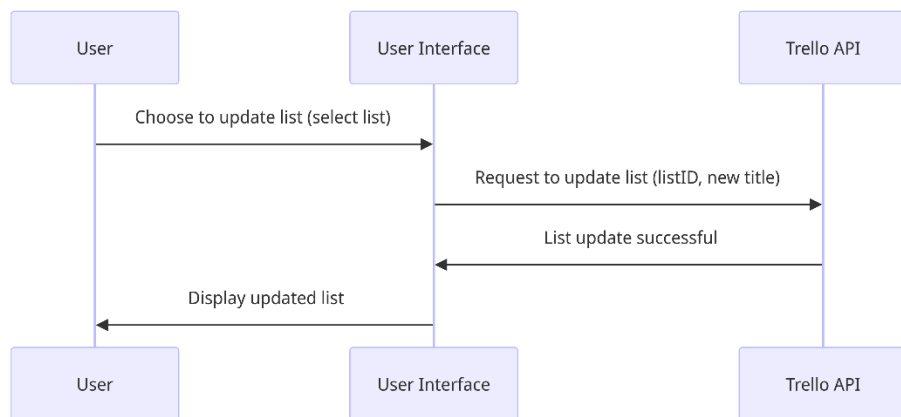 User
User Interface
Trello API
Choose to update list (select list)
Request to update list (listID, new title)
List update successful
Display updated list
User
User Interface
Trello API